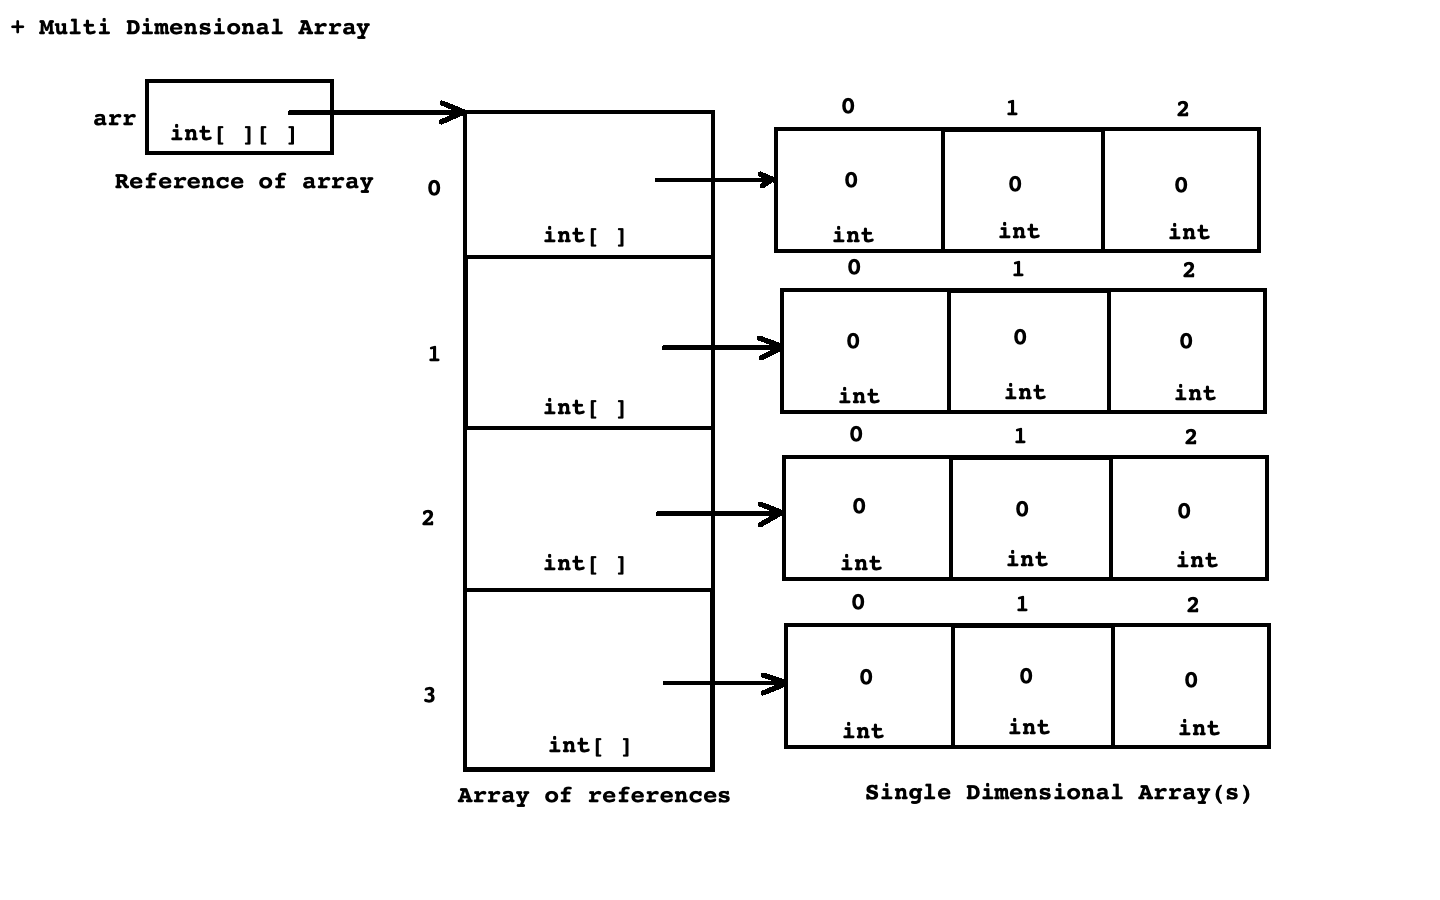 + Multi Dimensional Array
arr
int[ ][ ]
Reference of array
0
int[ ]
1
int[ ]
2
int[ ]
3
int[ ]
Array of references
0 1 2
0 0 0
int int int
0 1 2
0 0 0
int int int
0 1 2
0 0 0
int int int
0 1 2
0 0 0
int int int
Single Dimensional Array(s)